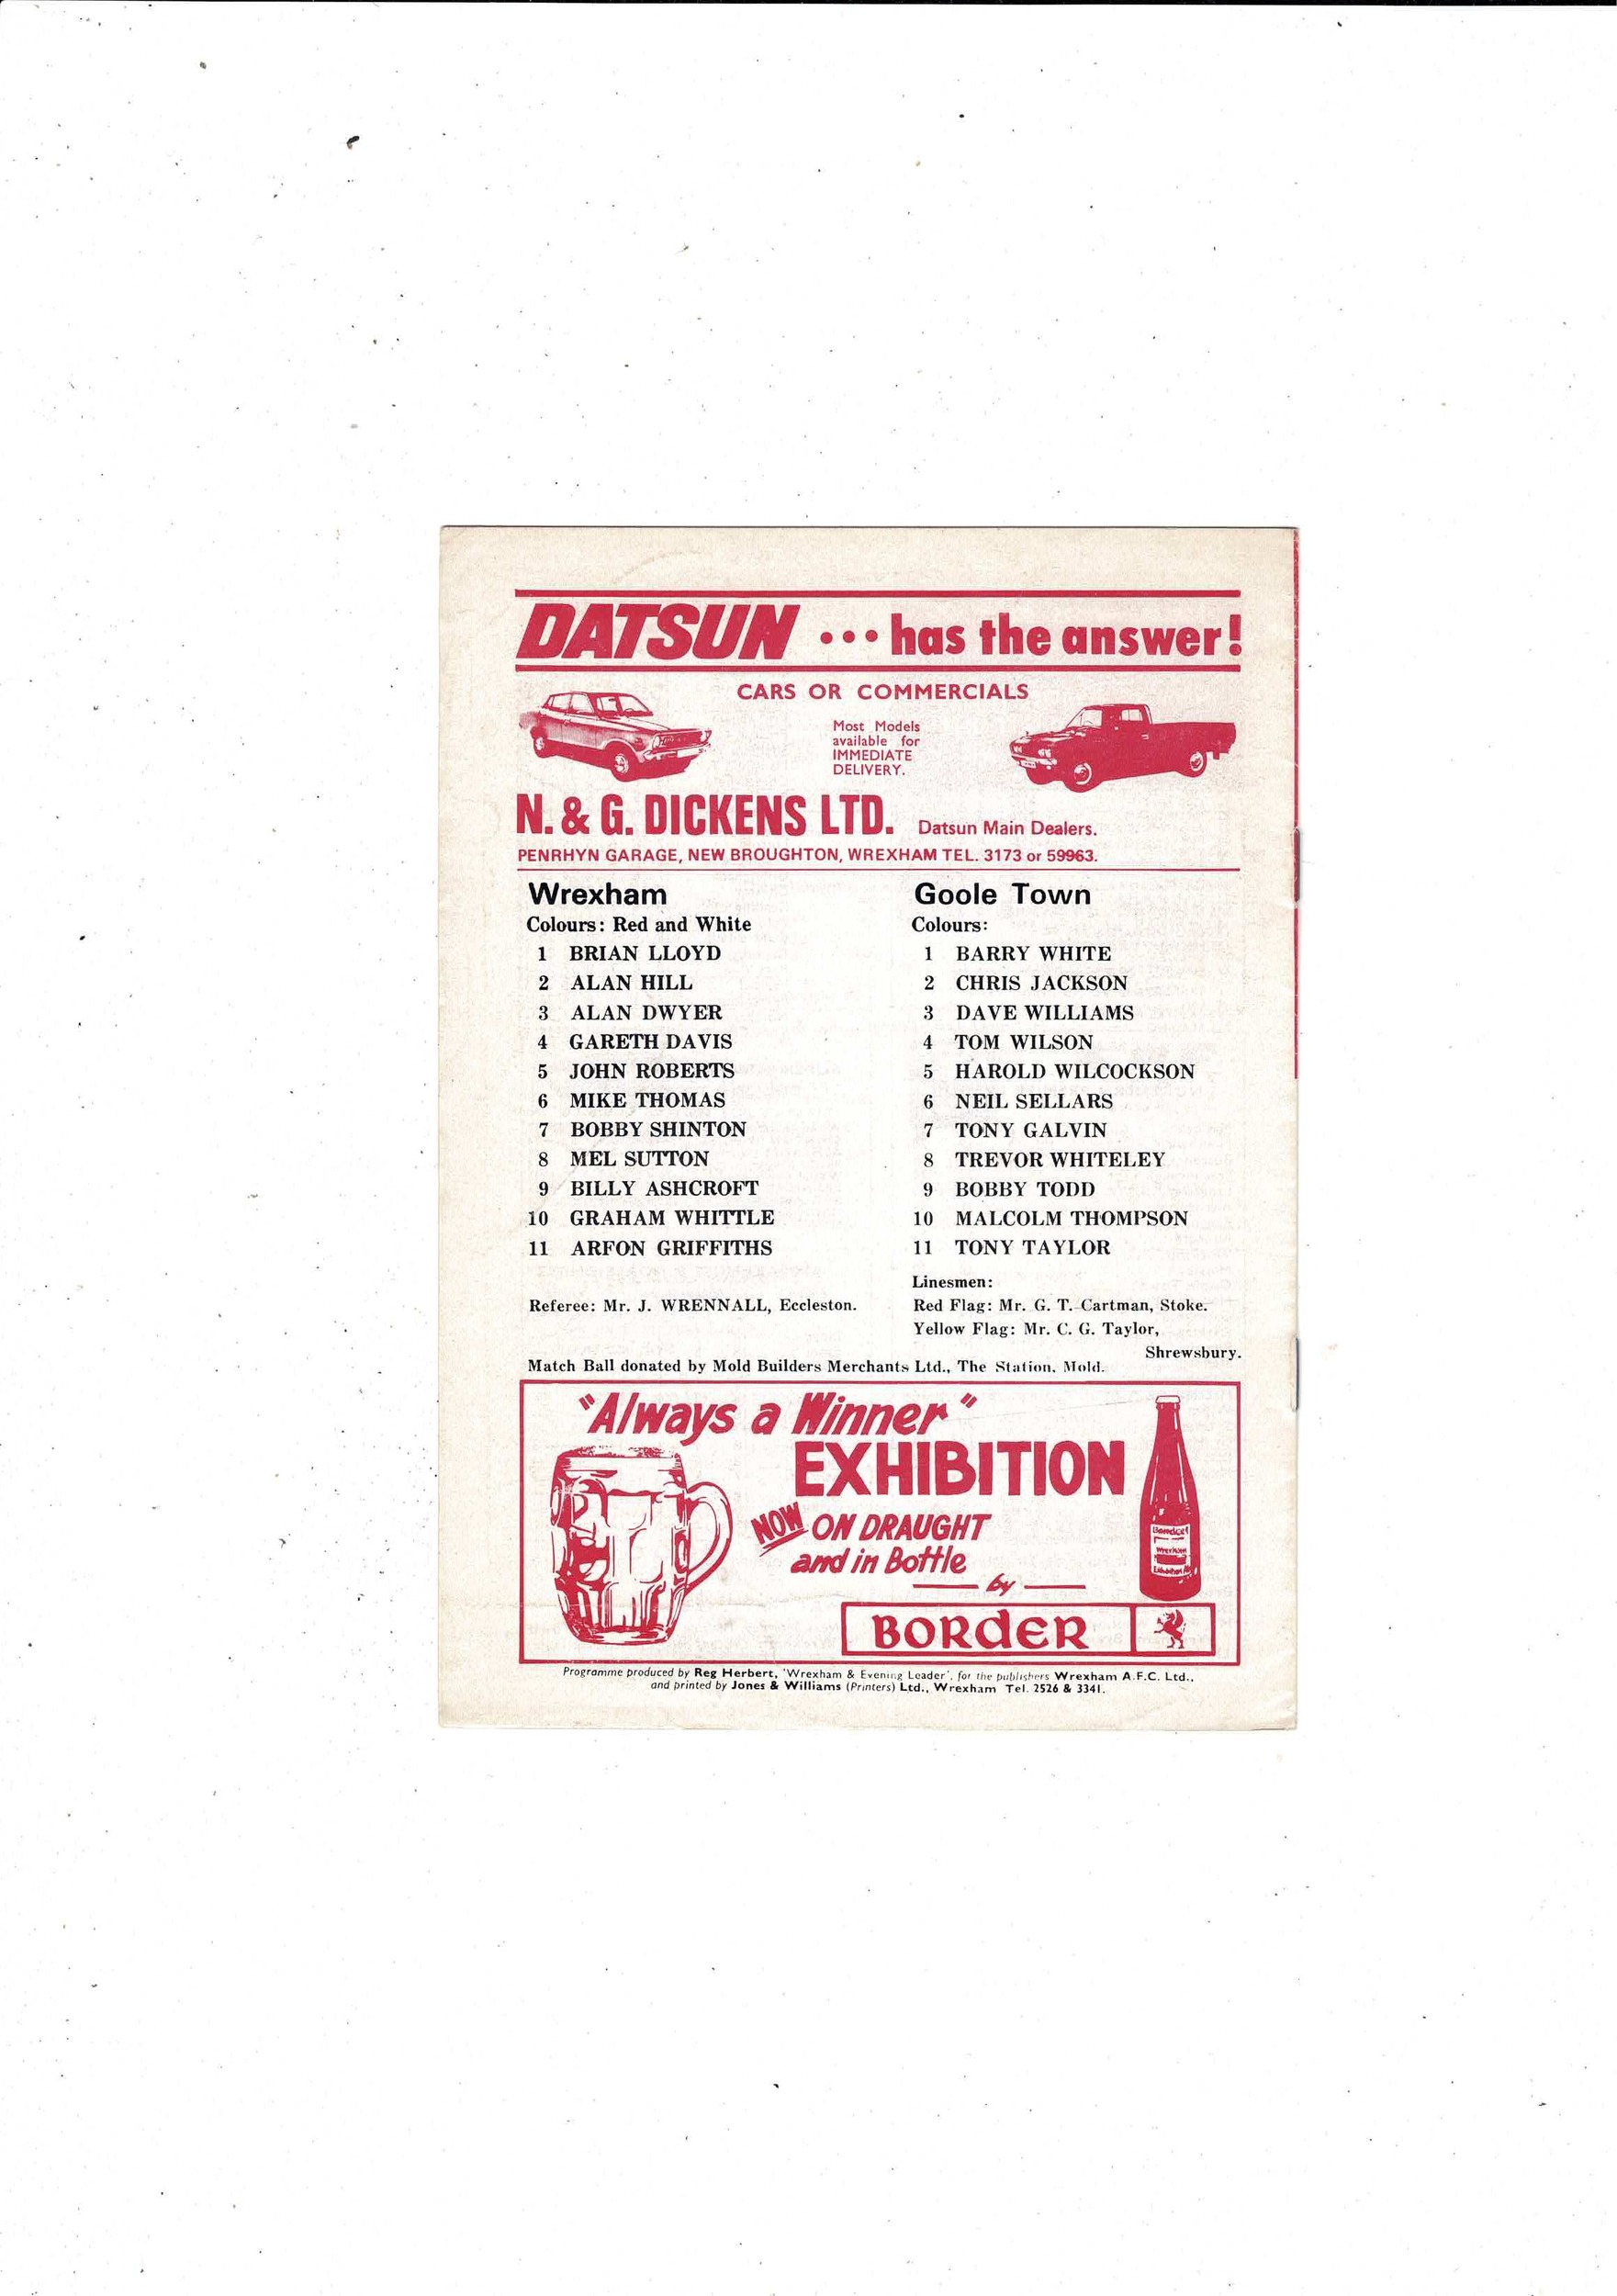 DATSUN ... has the answer!
CARS OR COMMERCIALS
Most Models
available for
IMMEDIATE
DELIVERY.
N. & G. DICKENS LTD. Datsun Main Dealers.
PENRHYN GARAGE, NEW BROUGHTON, WREXHAM TEL. 3173 or 59963.
Wrexham
Colours: Red and White
1 BRIAN LLOYD
2 ALAN HILL
3 ALAN DWYER
4 GARETH DAVIS
5 JOHN ROBERTS
6 MIKE THOMAS
7 BOBBY SHINTON
8 MEL SUTTON
9 BILLY ASHCROFT
10 GRAHAM WHITTLE
11 ARFON GRIFFITHS
Referee: Mr. J. WRENNALL, Eccleston.
Goole Town
Colours:
1 BARRY WHITE
2 CHRIS JACKSON
3 DAVE WILLIAMS
4 TOM WILSON
5 HAROLD WILCOCKSON
6 NEIL SELLARS
7 TONY GALVIN
8 TREVOR WHITELEY
9 BOBBY TODD
10 MALCOLM THOMPSON
11 TONY TAYLOR
Linesmen:
Red Flag: Mr. G. T. Cartman, Stoke.
Yellow Flag: Mr. C. G. Taylor,
Shrewsbury.
Match Ball donated by Mold Builders Merchants Ltd., The Station, Mold.
"Always a Winner"
EXHIBITION
NOW ON DRAUGHT
and in Bottle
by
BORDER
Programme produced by Reg Herbert, 'Wrexham & Evening Leader', for the publishers Wrexham A.F.C. Ltd.,
and printed by Jones & Williams (Printers) Ltd., Wrexham Tel. 2526 & 3341.